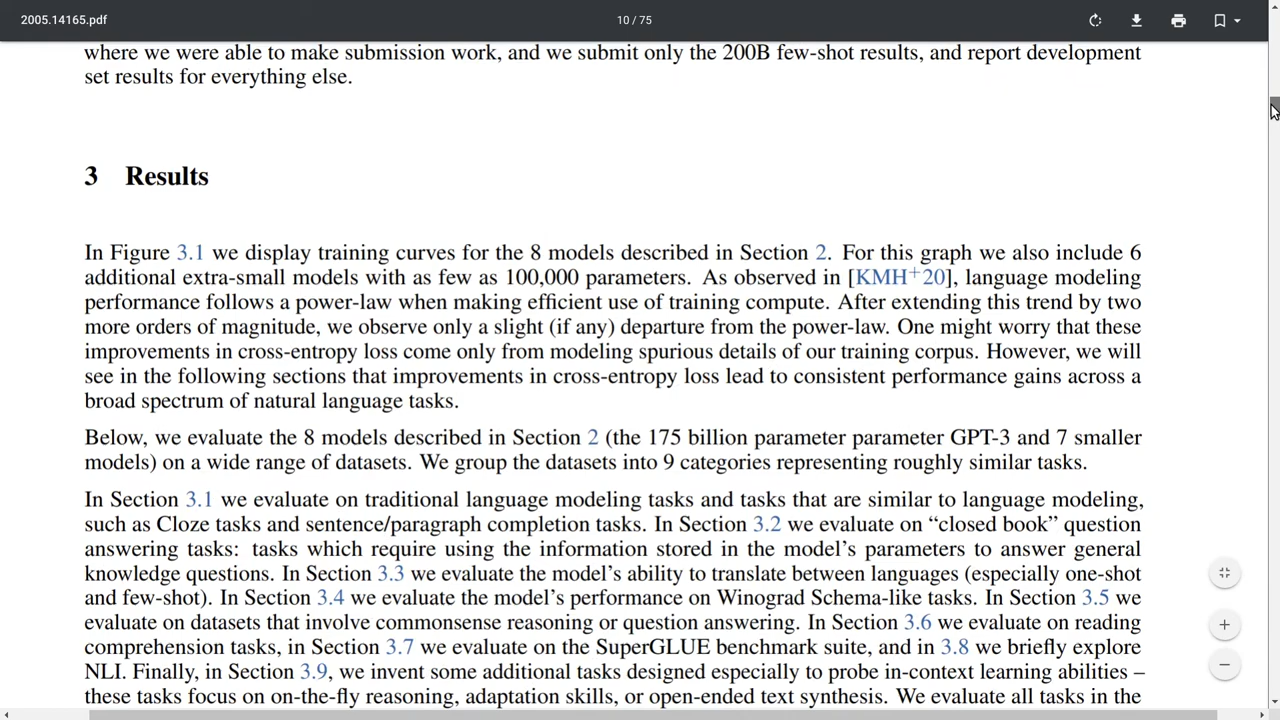 2005.14165.pdf
10 / 75
where we were able to make submission work, and we submit only the 200B few-shot results, and report development
set results for everything else.
3 Results
In Figure 3.1 we display training curves for the 8 models described in Section 2. For this graph we also include 6
additional extra-small models with as few as 100,000 parameters. As observed in [KMH+20], language modeling
performance follows a power-law when making efficient use of training compute. After extending this trend by two
more orders of magnitude, we observe only a slight (if any) departure from the power-law. One might worry that these
improvements in cross-entropy loss come only from modeling spurious details of our training corpus. However, we will
see in the following sections that improvements in cross-entropy loss lead to consistent performance gains across a
broad spectrum of natural language tasks.
Below, we evaluate the 8 models described in Section 2 (the 175 billion parameter parameter GPT-3 and 7 smaller
models) on a wide range of datasets. We group the datasets into 9 categories representing roughly similar tasks.
In Section 3.1 we evaluate on traditional language modeling tasks and tasks that are similar to language modeling,
such as Cloze tasks and sentence/paragraph completion tasks. In Section 3.2 we evaluate on “closed book” question
answering tasks: tasks which require using the information stored in the model’s parameters to answer general
knowledge questions. In Section 3.3 we evaluate the model’s ability to translate between languages (especially one-shot
and few-shot). In Section 3.4 we evaluate the model’s performance on Winograd Schema-like tasks. In Section 3.5 we
evaluate on datasets that involve commonsense reasoning or question answering. In Section 3.6 we evaluate on reading
comprehension tasks, in Section 3.7 we evaluate on the SuperGLUE benchmark suite, and in 3.8 we briefly explore
NLI. Finally, in Section 3.9, we invent some additional tasks designed especially to probe in-context learning abilities –
these tasks focus on on-the-fly reasoning, adaptation skills, or open-ended text synthesis. We evaluate all tasks in the